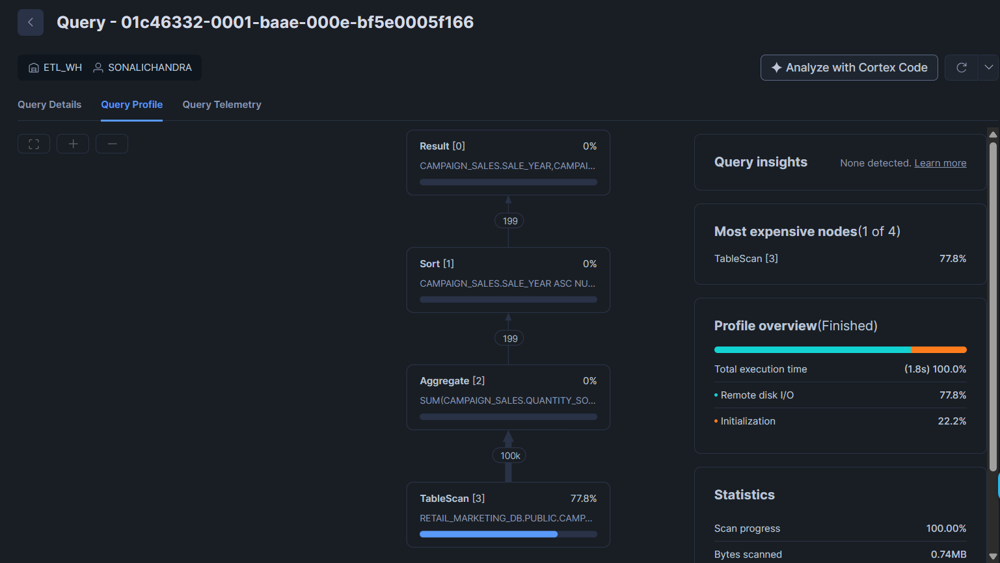 Query - 01c46332-0001-baae-000e-bf5e0005f166
ETL_WH SONALICHANDRA
Analyze with Cortex Code
Query Details Query Profile Query Telemetry
Result [0] 0%
CAMPAIGN_SALES.SALE_YEAR,CAMPAI...
199
Sort [1] 0%
CAMPAIGN_SALES.SALE_YEAR ASC NU...
199
Aggregate [2] 0%
SUM(CAMPAIGN_SALES.QUANTITY_SO...
100k
TableScan [3] 77.8%
RETAIL_MARKETING_DB.PUBLIC.CAMP...
Query insights None detected. Learn more
Most expensive nodes(1 of 4)
TableScan [3] 77.8%
Profile overview(Finished)
Total execution time (1.8s) 100.0%
Remote disk I/O 77.8%
Initialization 22.2%
Statistics
Scan progress 100.00%
Bytes scanned 0.74MB